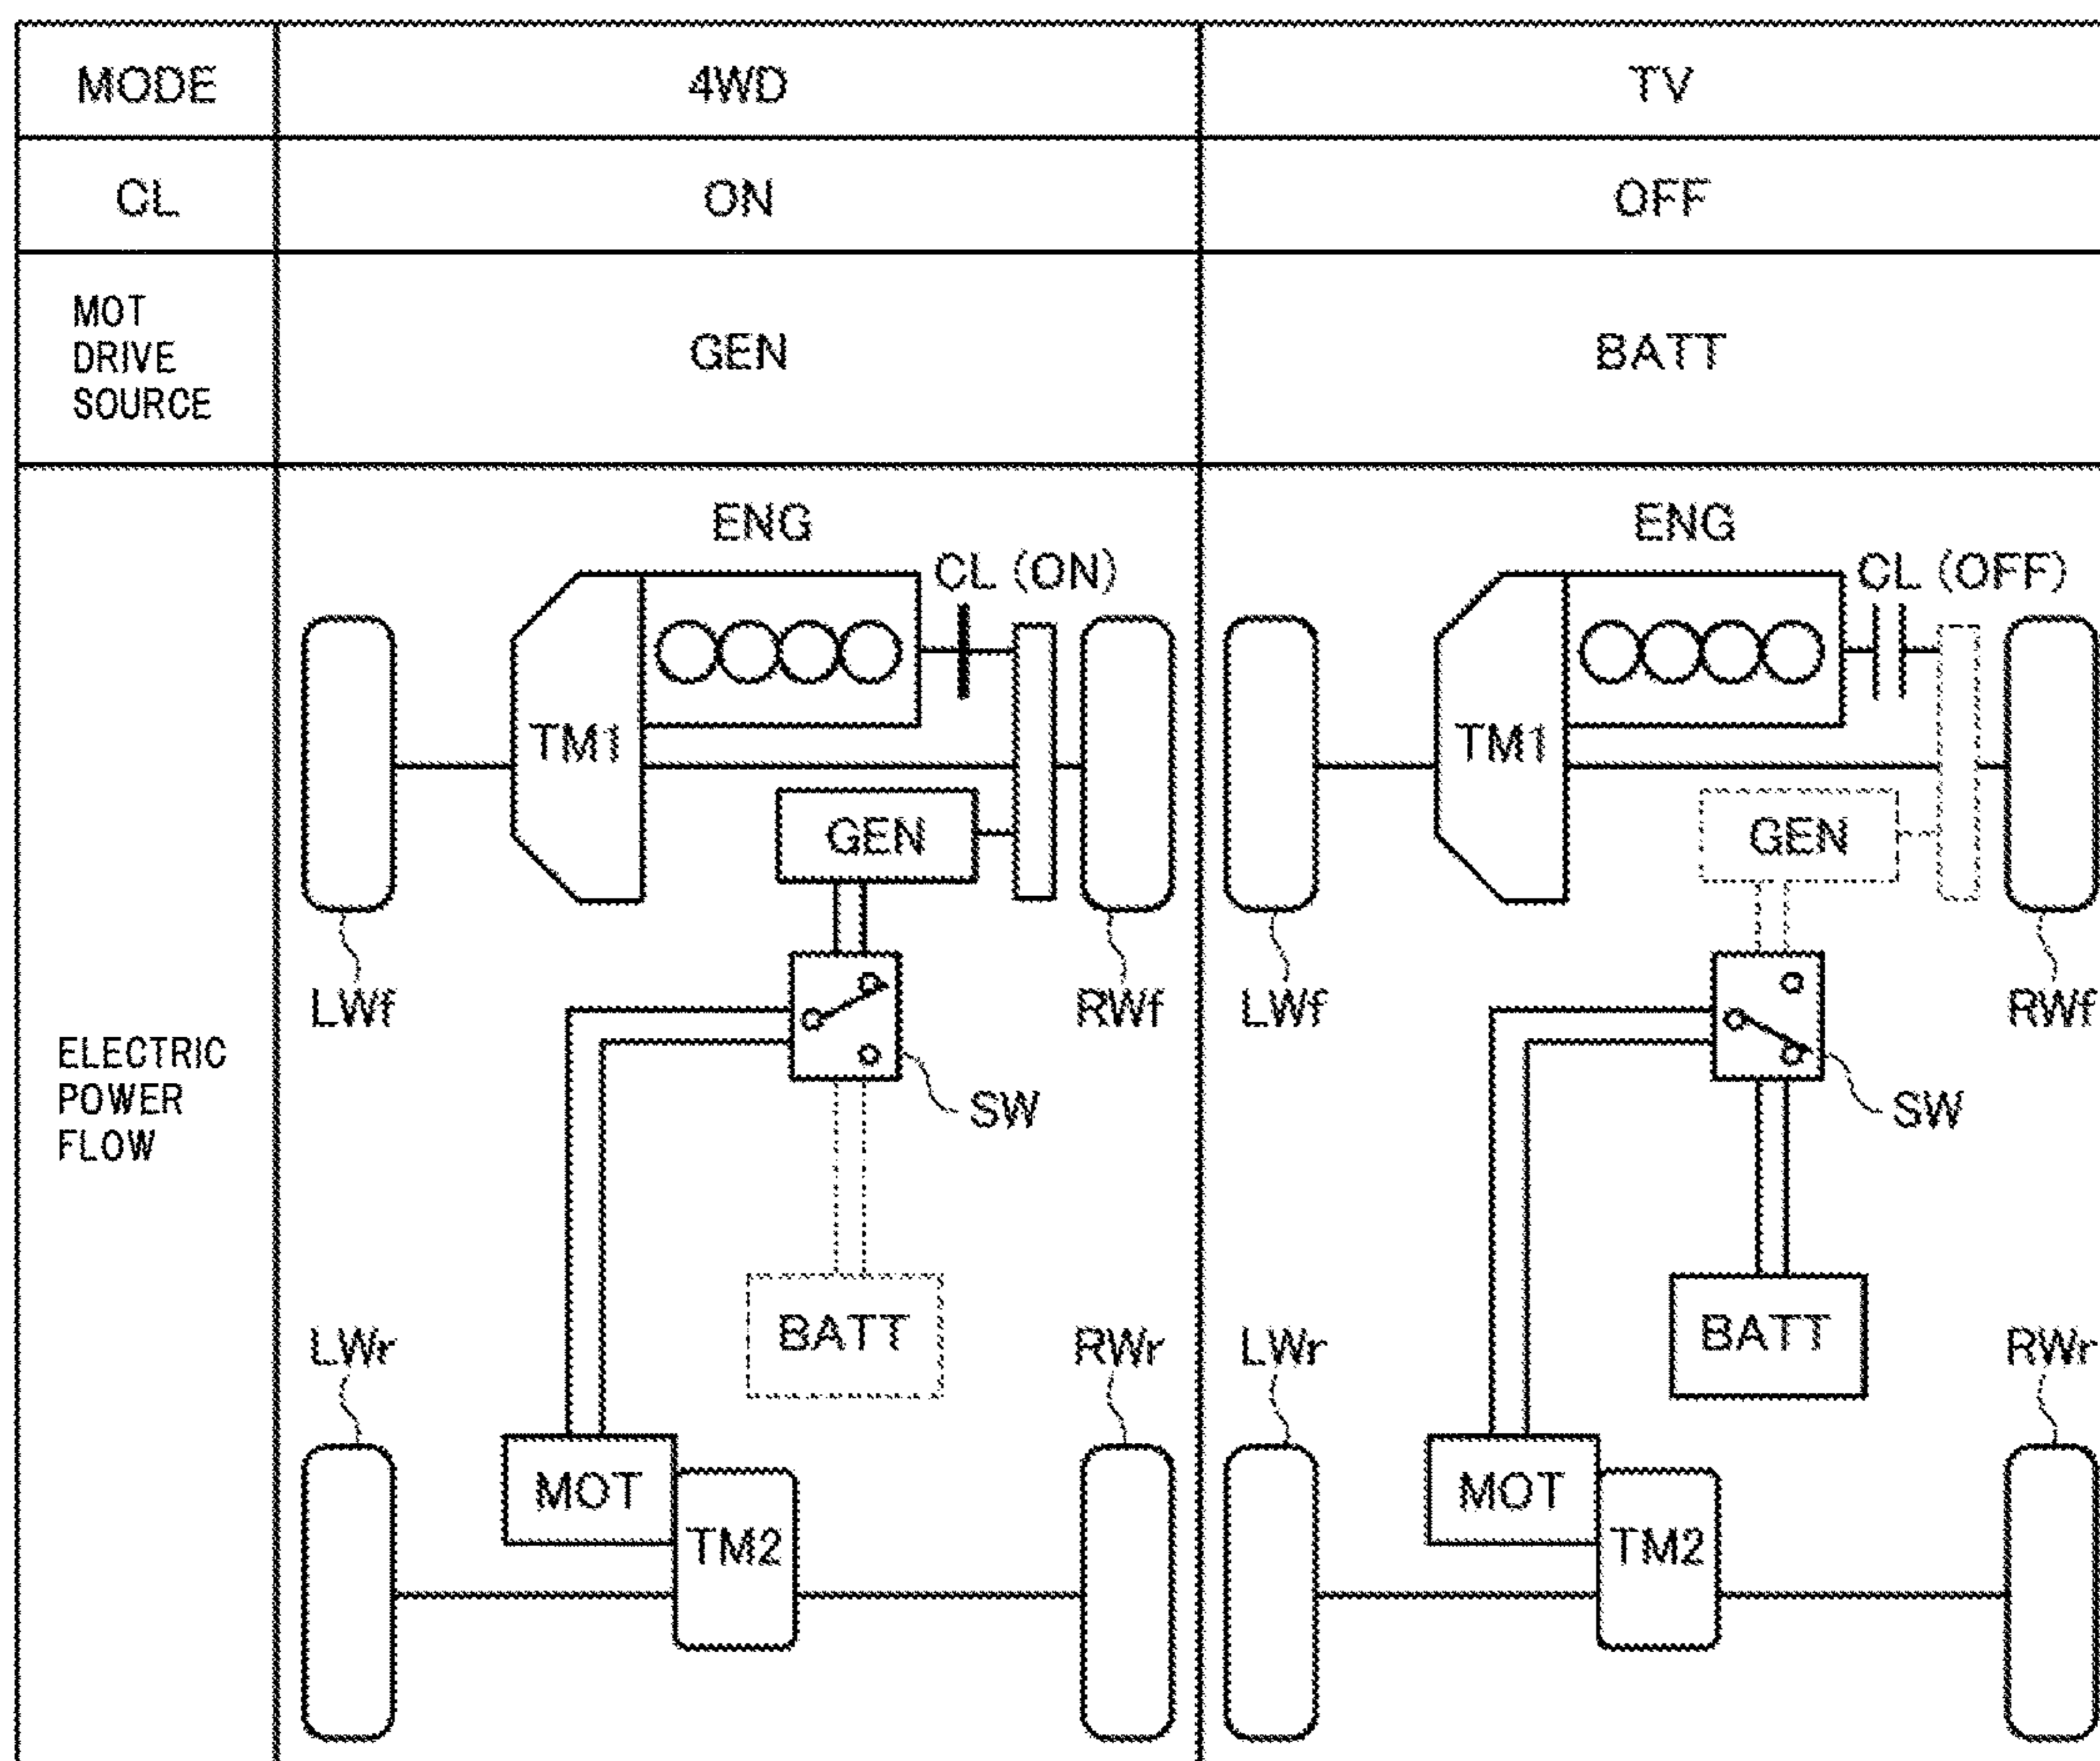 MODE 4WD TV
CL ON OFF
MOT
DRIVE
SOURCE
GEN BATT
ELECTRIC
POWER
FLOW
ENG
CL (ON)
TM1
GEN
LWf
RWf
SW
BATT
LWr
RWr
MOT
TM2
ENG
CL (OFF)
TM1
GEN
LWf
RWf
SW
BATT
LWr
RWr
MOT
TM2